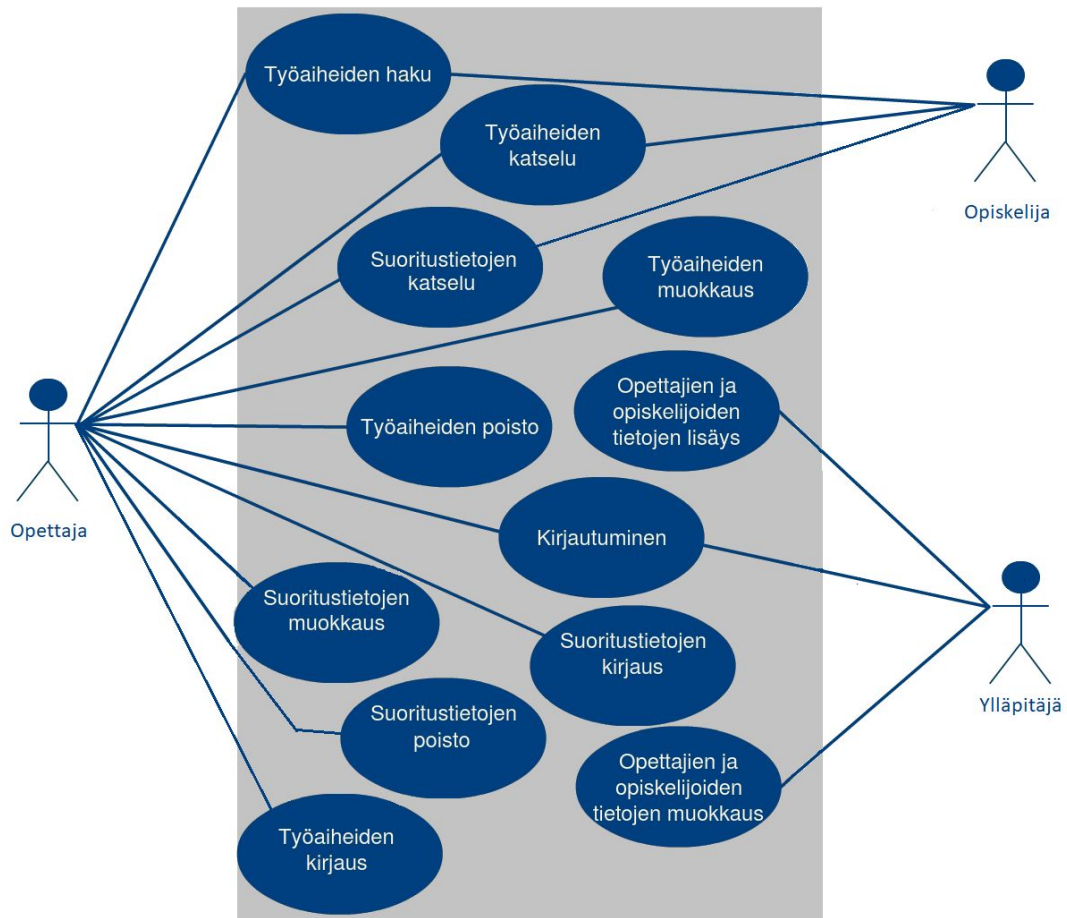 Työaiheiden haku
Työaiheiden
katselu
Opiskelija
Suoritustietojen
katselu
Työaiheiden
muokkaus
Opettajien ja
opiskelijoiden
tietojen lisäys
Työaiheiden poisto
Opettaja
Kirjautuminen
Suoritustietojen
muokkaus
Suoritustietojen
kirjaus
Ylläpitäjä
Suoritustietojen
poisto
Opettajien ja
opiskelijoiden
tietojen muokkaus
Työaiheiden
kirjaus